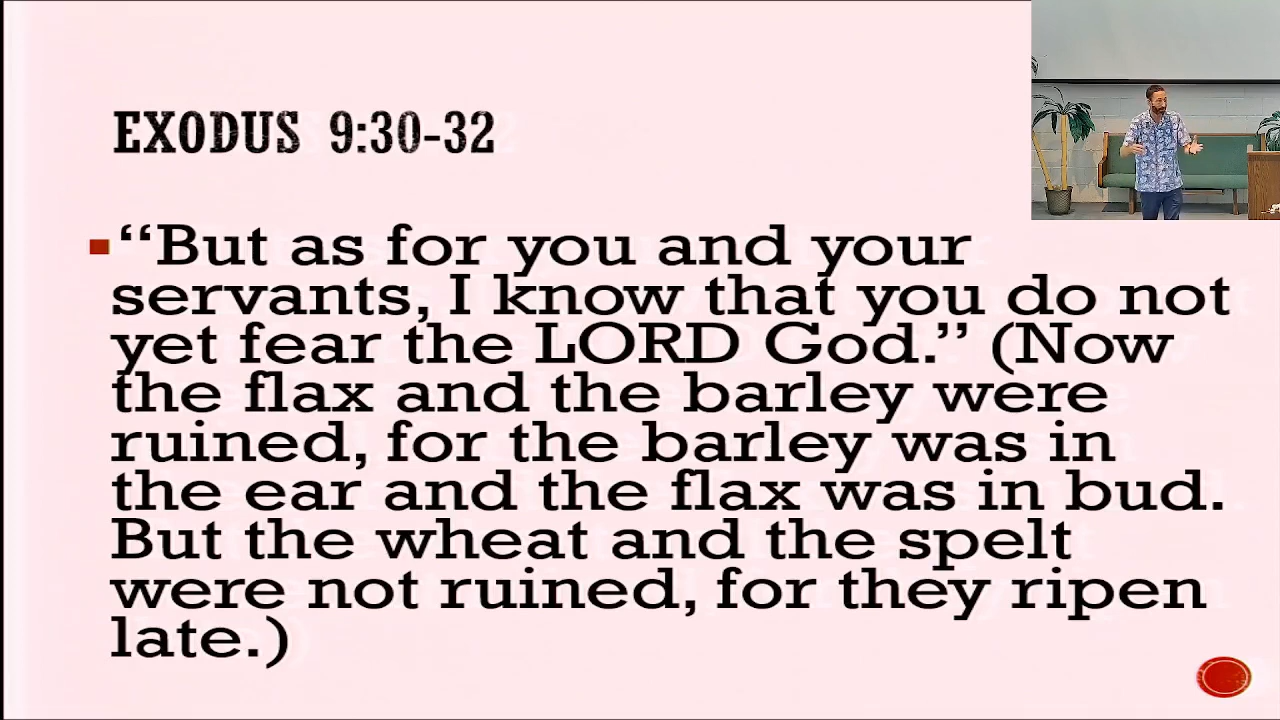 EXODUS 9:30-32
“But as for you and your
servants, I know that you do not
yet fear the LORD God.” (Now
the flax and the barley were
ruined, for the barley was in
the ear and the flax was in bud.
But the wheat and the spelt
were not ruined, for they ripen
late.)